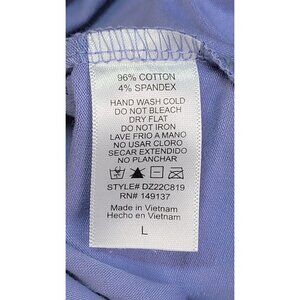 96% COTTON
4% SPANDEX
HAND WASH COLD
DO NOT BLEACH
DRY FLAT
DO NOT IRON
LAVE FRIO A MANO
NO USAR CLORO
SECAR EXTENDIDO
NO PLANCHAR
STYLE# DZ22C819
RN# 149137
Made in Vietnam
Hecho en Vietnam
L